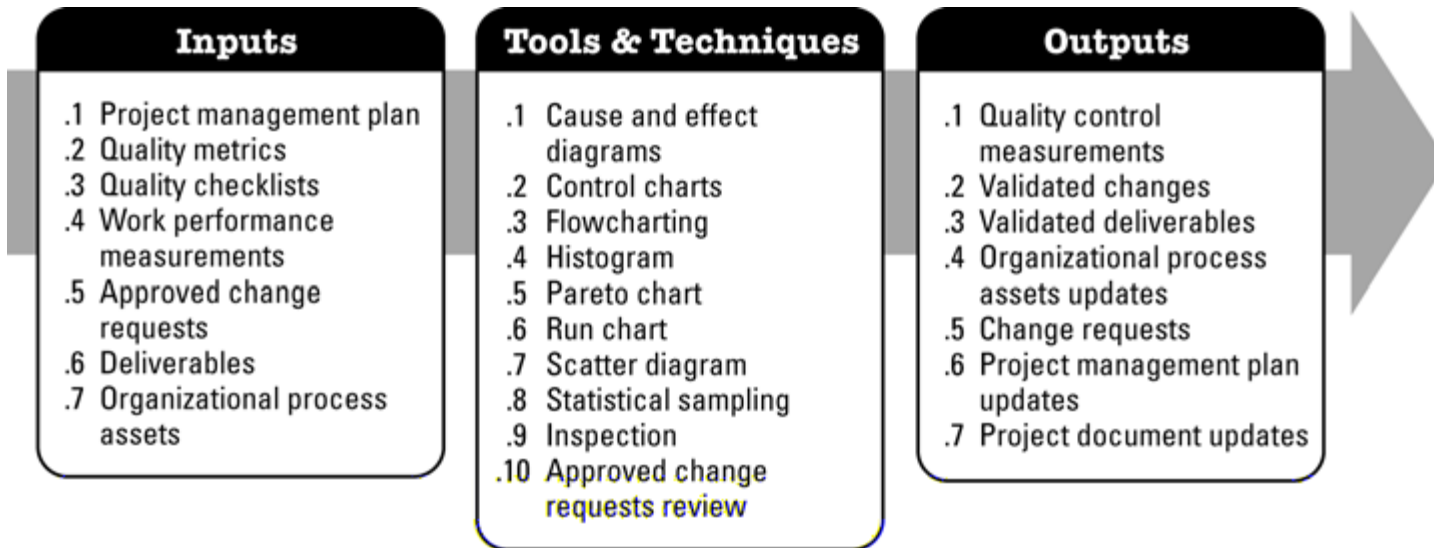 Inputs
.1 Project management plan
.2 Quality metrics
.3 Quality checklists
.4 Work performance
measurements
.5 Approved change
requests
.6 Deliverables
.7 Organizational process
assets
Tools & Techniques
.1 Cause and effect
diagrams
.2 Control charts
.3 Flowcharting
.4 Histogram
.5 Pareto chart
.6 Run chart
.7 Scatter diagram
.8 Statistical sampling
.9 Inspection
.10 Approved change
requests review
Outputs
.1 Quality control
measurements
.2 Validated changes
.3 Validated deliverables
.4 Organizational process
assets updates
.5 Change requests
.6 Project management plan
updates
.7 Project document updates